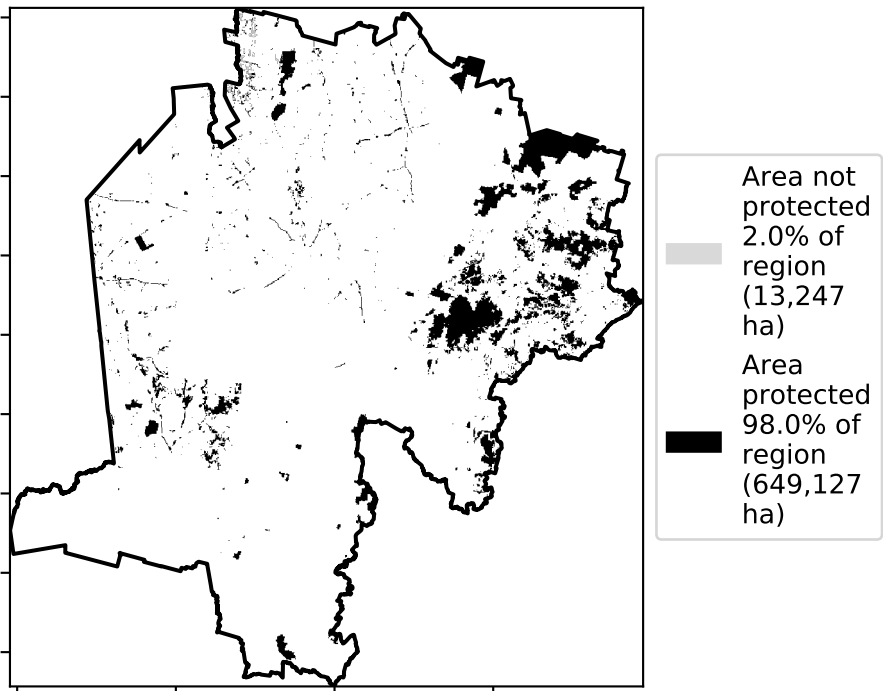 Area not
protected
2.0% of
region
(13,247
ha)
Area
protected
98.0% of
region
(649,127
ha)